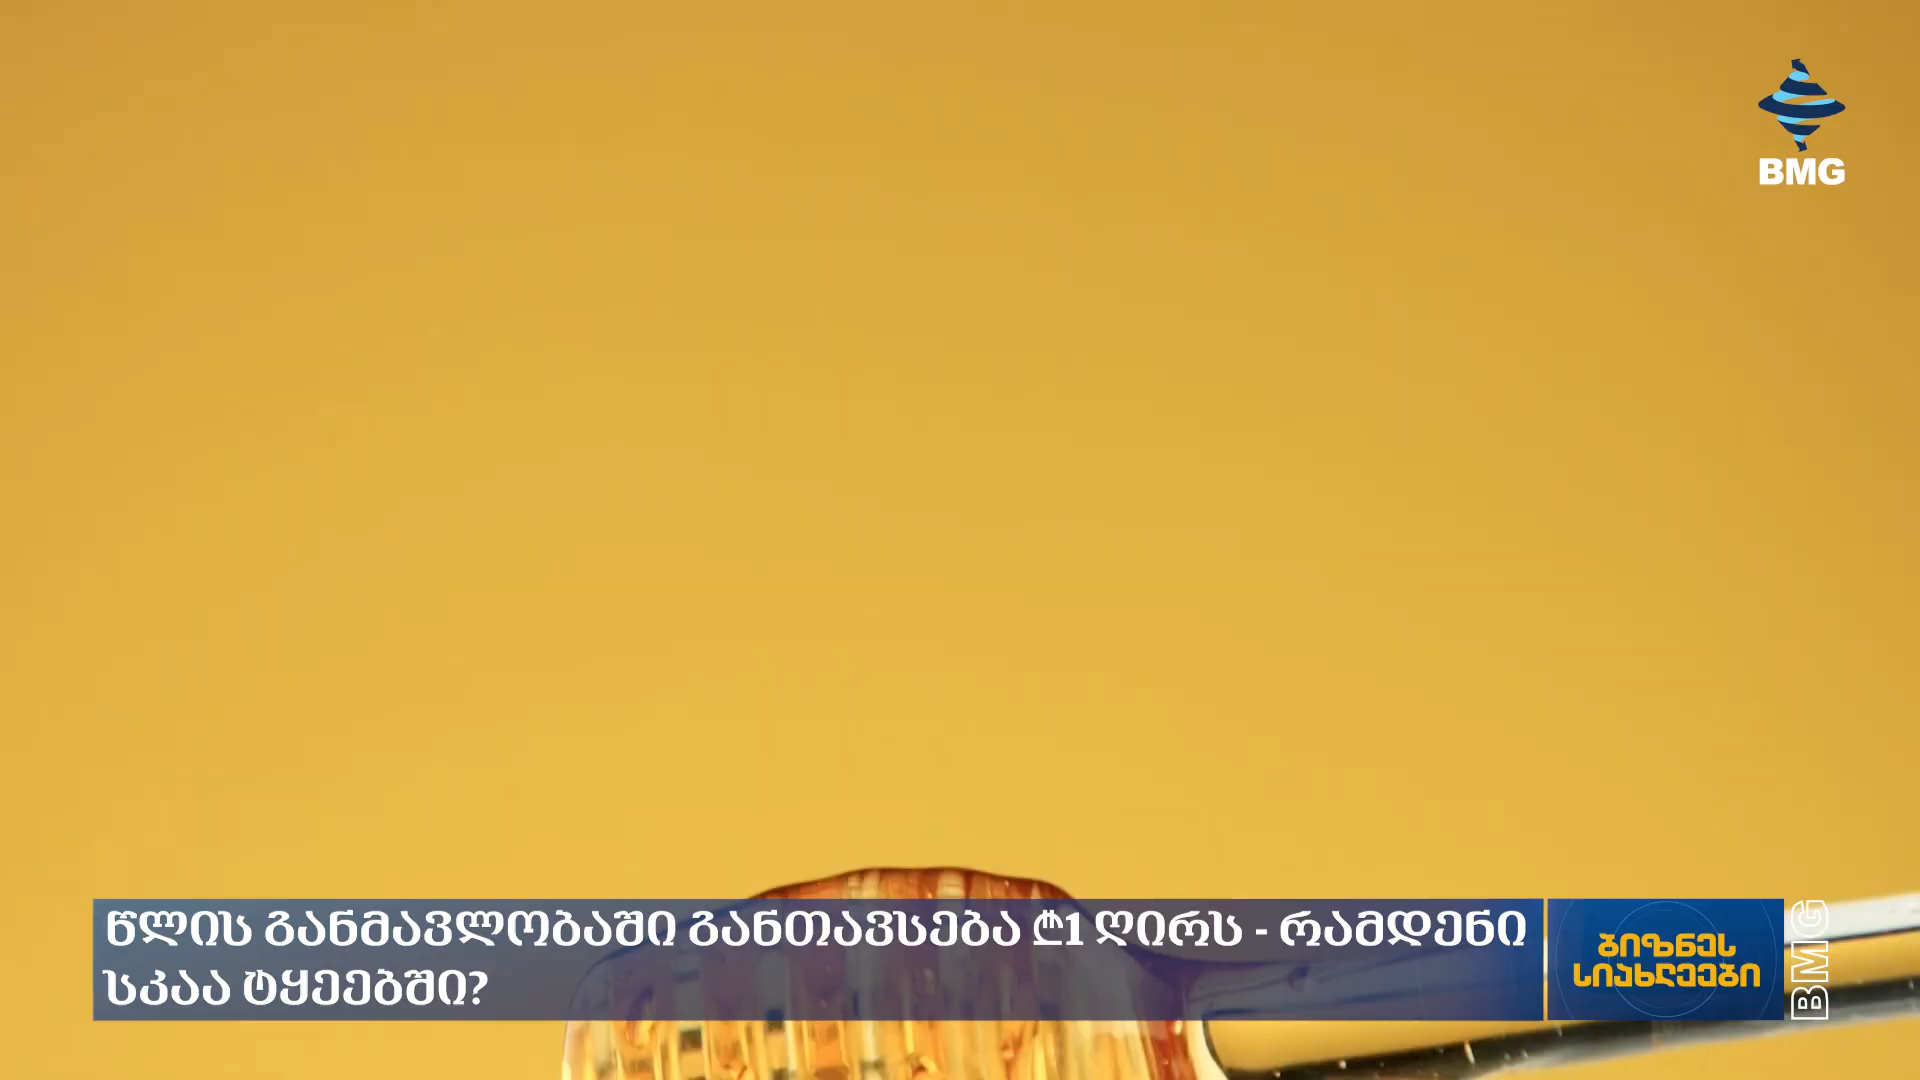 BMG
წლის განმავლობაში განთავსება ₾1 ღირს - რამდენი
სკაა ტყეებში?
ბიზნეს
სიახლეები
BMG